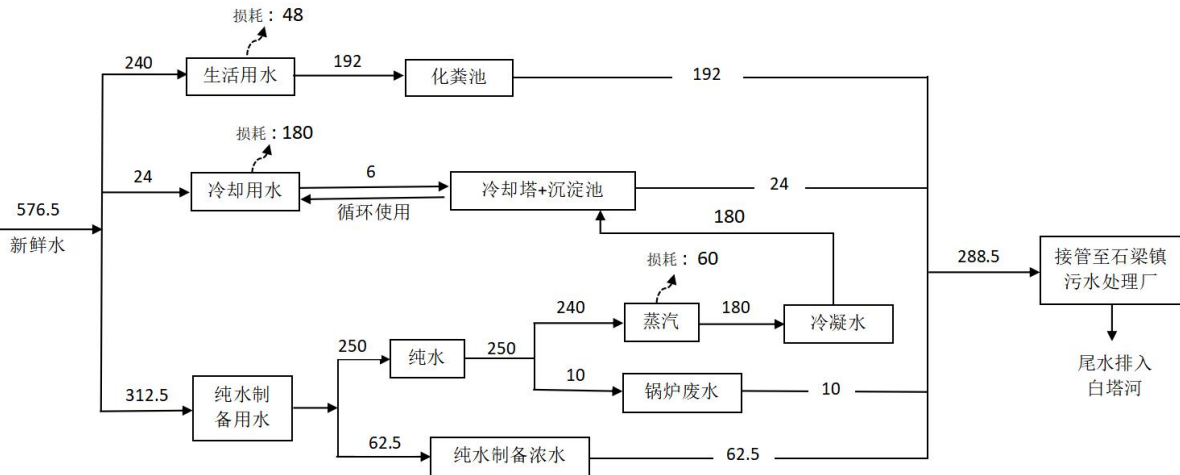 损耗：48
240
生活用水
192
化粪池
192
损耗：180
24
冷却用水
6
循环使用
冷却塔+沉淀池
24
180
576.5
新鲜水
288.5
接管至石梁镇
污水处理厂
尾水排入
白塔河
损耗：60
240
蒸汽
180
冷凝水
250
纯水
250
10
锅炉废水
10
312.5
纯水制
备用水
62.5
纯水制备浓水
62.5